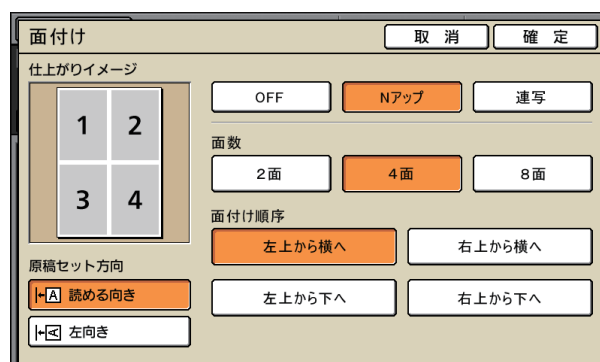 面付け
取 消
確 定
仕上がりイメージ
1 2
3 4
OFF
Nアップ
連写
面数
2面
4面
8面
面付け順序
左上から横へ
右上から横へ
左上から下へ
右上から下へ
原稿セット方向
A 読める向き
A 左向き